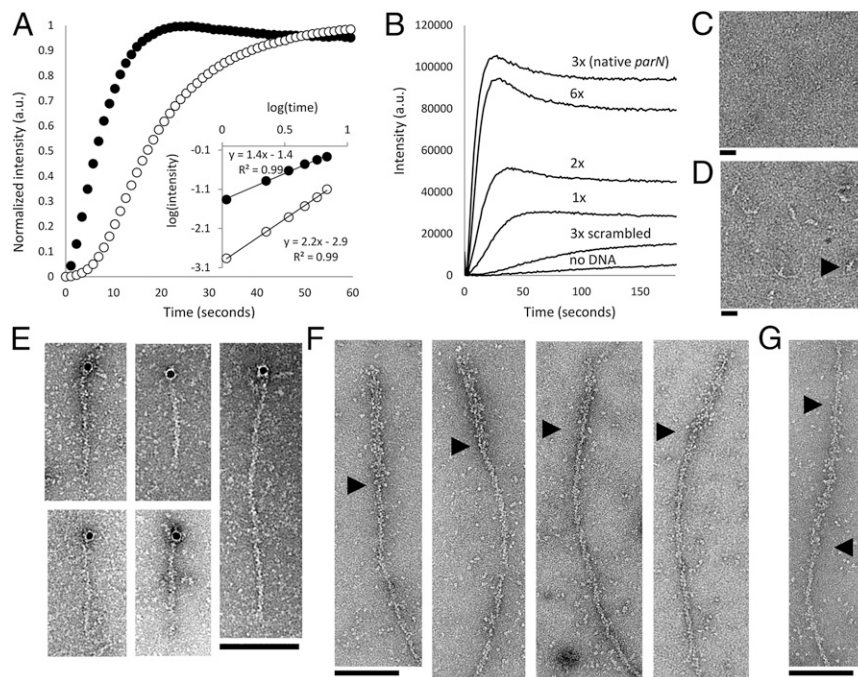 A
Normalized intensity (a.u.)
1
0.9
0.8
0.7
0.6
0.5
0.4
0.3
0.2
0.1
0
0 10 20 30 40 50 60
Time (seconds)
log(time)
0 0.5 1
log(intensity)
-0.1
-1.1
-2.1
-3.1
y = 1.4x - 1.4
R² = 0.99
y = 2.2x - 2.9
R² = 0.99
B
Intensity (a.u.)
120000
100000
80000
60000
40000
20000
0
0 50 100 150
Time (seconds)
3x (native parN)
6x
2x
1x
3x scrambled
no DNA
C
D
E
F
G